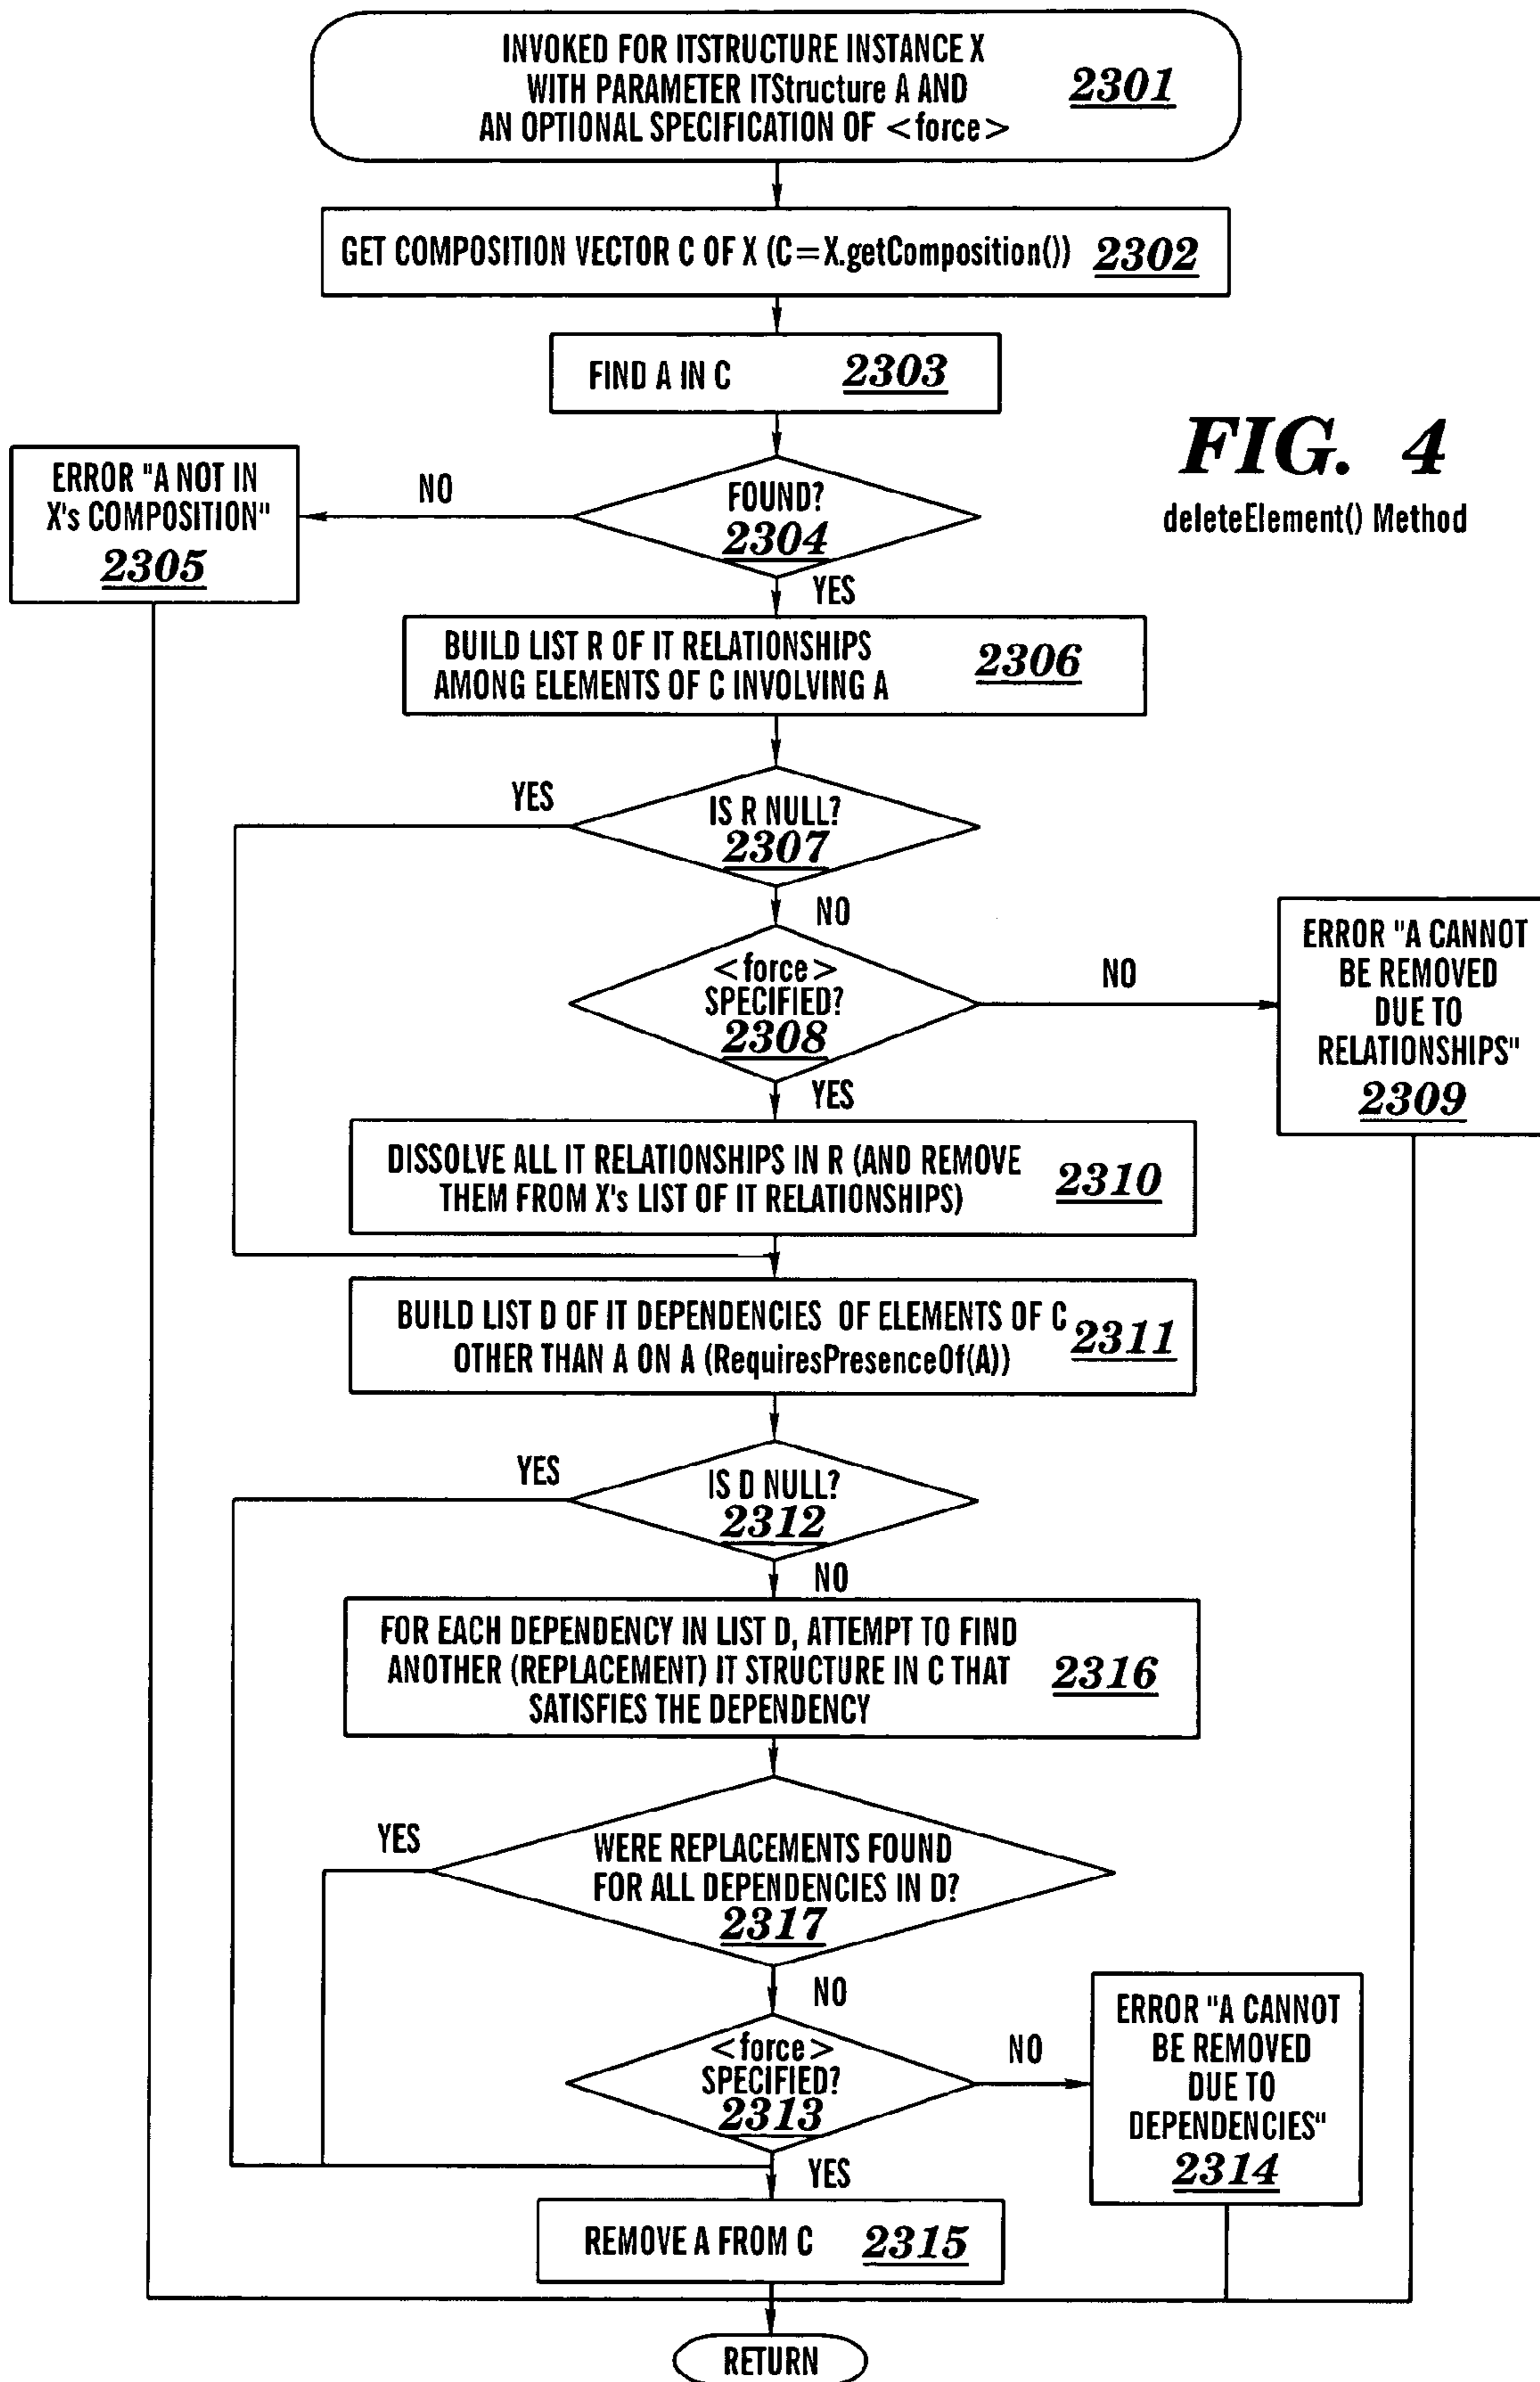 INVOKED FOR ITSTRUCTURE INSTANCE X
WITH PARAMETER ITStructure A AND
AN OPTIONAL SPECIFICATION OF <force>
2301
GET COMPOSITION VECTOR C OF X (C=X.getComposition()) 2302
FIND A IN C 2303
FIG. 4
deleteElement() Method
ERROR "A NOT IN
X's COMPOSITION"
2305
NO
FOUND?
2304
YES
BUILD LIST R OF IT RELATIONSHIPS
AMONG ELEMENTS OF C INVOLVING A
2306
YES
IS R NULL?
2307
NO
<force>
SPECIFIED?
2308
NO
ERROR "A CANNOT
BE REMOVED
DUE TO
RELATIONSHIPS"
2309
YES
DISSOLVE ALL IT RELATIONSHIPS IN R (AND REMOVE
THEM FROM X's LIST OF IT RELATIONSHIPS)
2310
BUILD LIST D OF IT DEPENDENCIES OF ELEMENTS OF C
OTHER THAN A ON A (RequiresPresenceOf(A))
2311
YES
IS D NULL?
2312
NO
FOR EACH DEPENDENCY IN LIST D, ATTEMPT TO FIND
ANOTHER (REPLACEMENT) IT STRUCTURE IN C THAT
SATISFIES THE DEPENDENCY
2316
YES
WERE REPLACEMENTS FOUND
FOR ALL DEPENDENCIES IN D?
2317
NO
<force>
SPECIFIED?
2313
NO
ERROR "A CANNOT
BE REMOVED
DUE TO
DEPENDENCIES"
2314
YES
REMOVE A FROM C 2315
RETURN